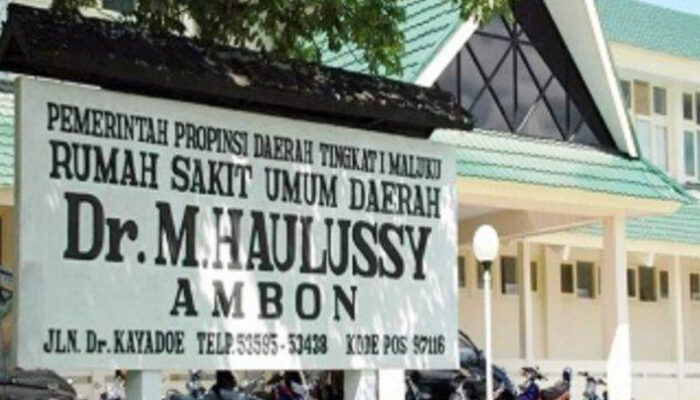 PEMERINTAH PROPINSI DAERAH TINGKAT I MALUKU
RUMAH SAKIT UMUM DAERAH
Dr. M. HAULUSSY
AMBON
JLN. Dr. KAYADOE TELP. 53595 - 53438 KODE POS 97116